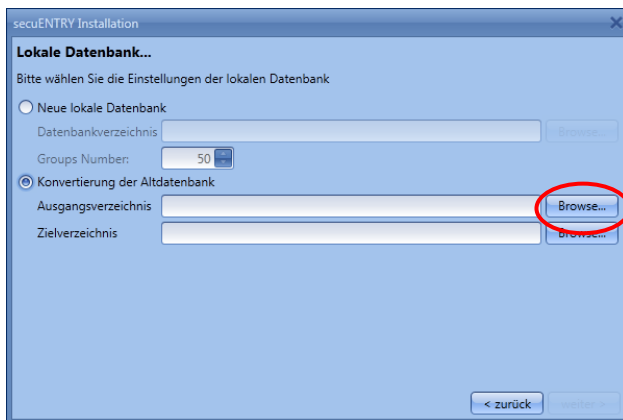 secuENTRY Installation
Lokale Datenbank...
Bitte wählen Sie die Einstellungen der lokalen Datenbank
Neue lokale Datenbank
Datenbankverzeichnis Browse...
Groups Number: 50
Konvertierung der Altdatenbank
Ausgangsverzeichnis Browse...
Zielverzeichnis Browse...
< zurück weiter >